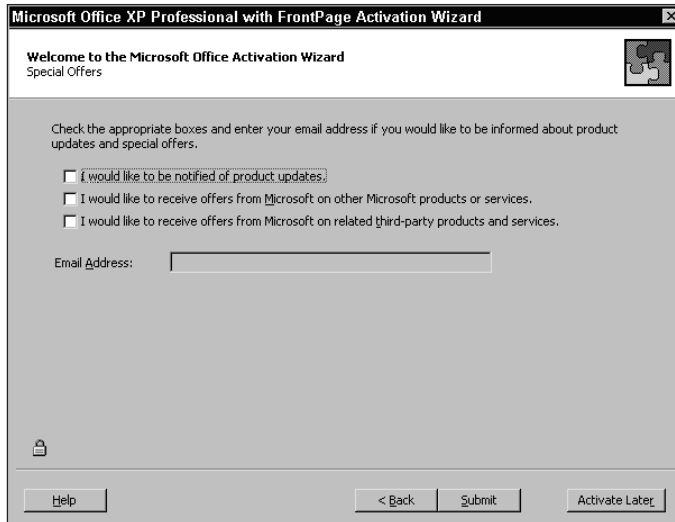 Microsoft Office XP Professional with FrontPage Activation Wizard
Welcome to the Microsoft Office Activation Wizard
Special Offers
Check the appropriate boxes and enter your email address if you would like to be informed about product
updates and special offers.
I would like to be notified of product updates.
I would like to receive offers from Microsoft on other Microsoft products or services.
I would like to receive offers from Microsoft on related third-party products and services.
Email Address:
Help
< Back
Submit
Activate Later